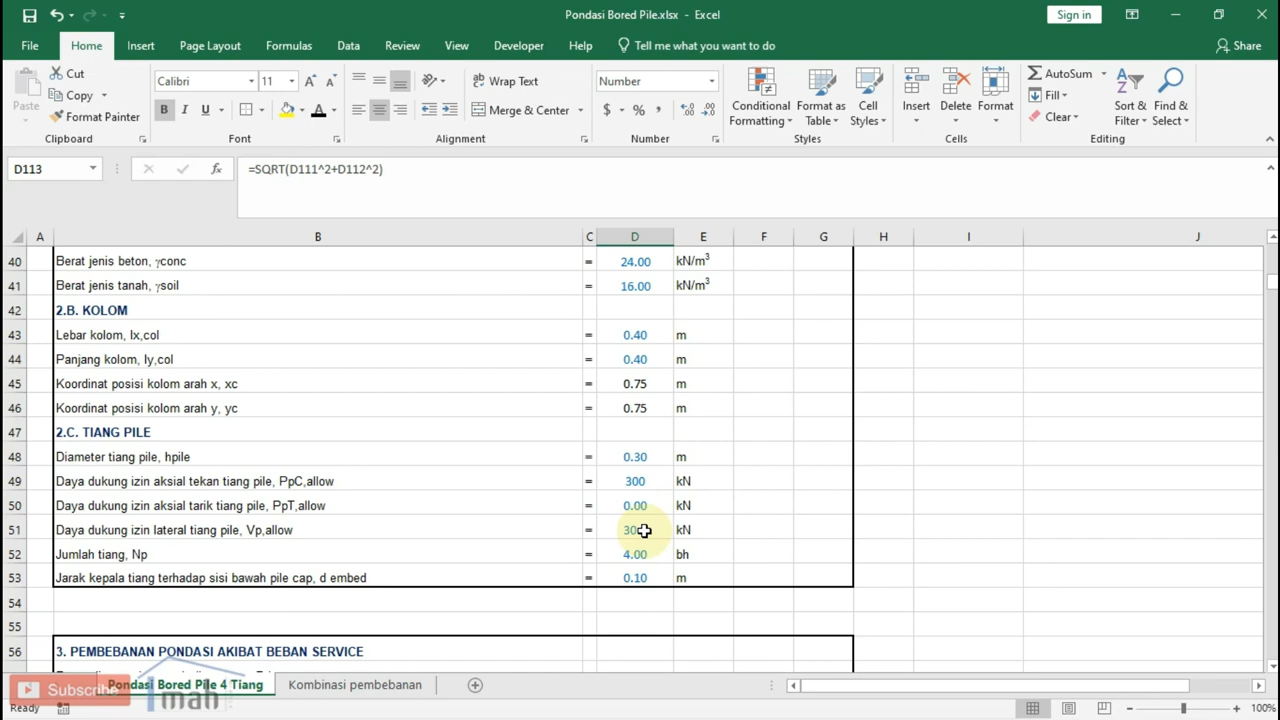 Pondasi Bored Pile.xlsx - Excel
Sign in
File Home Insert Page Layout Formulas Data Review View Developer Help Tell me what you want to do Share
Paste
Cut
Copy
Format Painter
Clipboard
Calibri 11
B I U
Font
Wrap Text
Merge & Center
Alignment
Number
$ % ,
Number
Conditional Formatting
Format as Table
Cell Styles
Styles
Insert
Delete
Format
Cells
AutoSum
Fill
Clear
Sort & Filter
Find & Select
Editing
D113 fx =SQRT(D111^2+D112^2)
A B C D E F G H I J
40 Berat jenis beton, γconc = 24.00 kN/m³
41 Berat jenis tanah, γsoil = 16.00 kN/m³
42 2.B. KOLOM
43 Lebar kolom, lx,col = 0.40 m
44 Panjang kolom, ly,col = 0.40 m
45 Koordinat posisi kolom arah x, xc = 0.75 m
46 Koordinat posisi kolom arah y, yc = 0.75 m
47 2.C. TIANG PILE
48 Diameter tiang pile, hpile = 0.30 m
49 Daya dukung izin aksial tekan tiang pile, PpC,allow = 300 kN
50 Daya dukung izin aksial tarik tiang pile, PpT,allow = 0.00 kN
51 Daya dukung izin lateral tiang pile, Vp,allow = kN
52 Jumlah tiang, Np = 4.00 bh
53 Jarak kepala tiang terhadap sisi bawah pile cap, d embed = 0.10 m
54
55
56 3. PEMBEBANAN PONDASI AKIBAT BEBAN SERVICE
Subscribe
Imah
Pondasi Bored Pile 4 Tiang Kombinasi pembebanan
Ready 100%